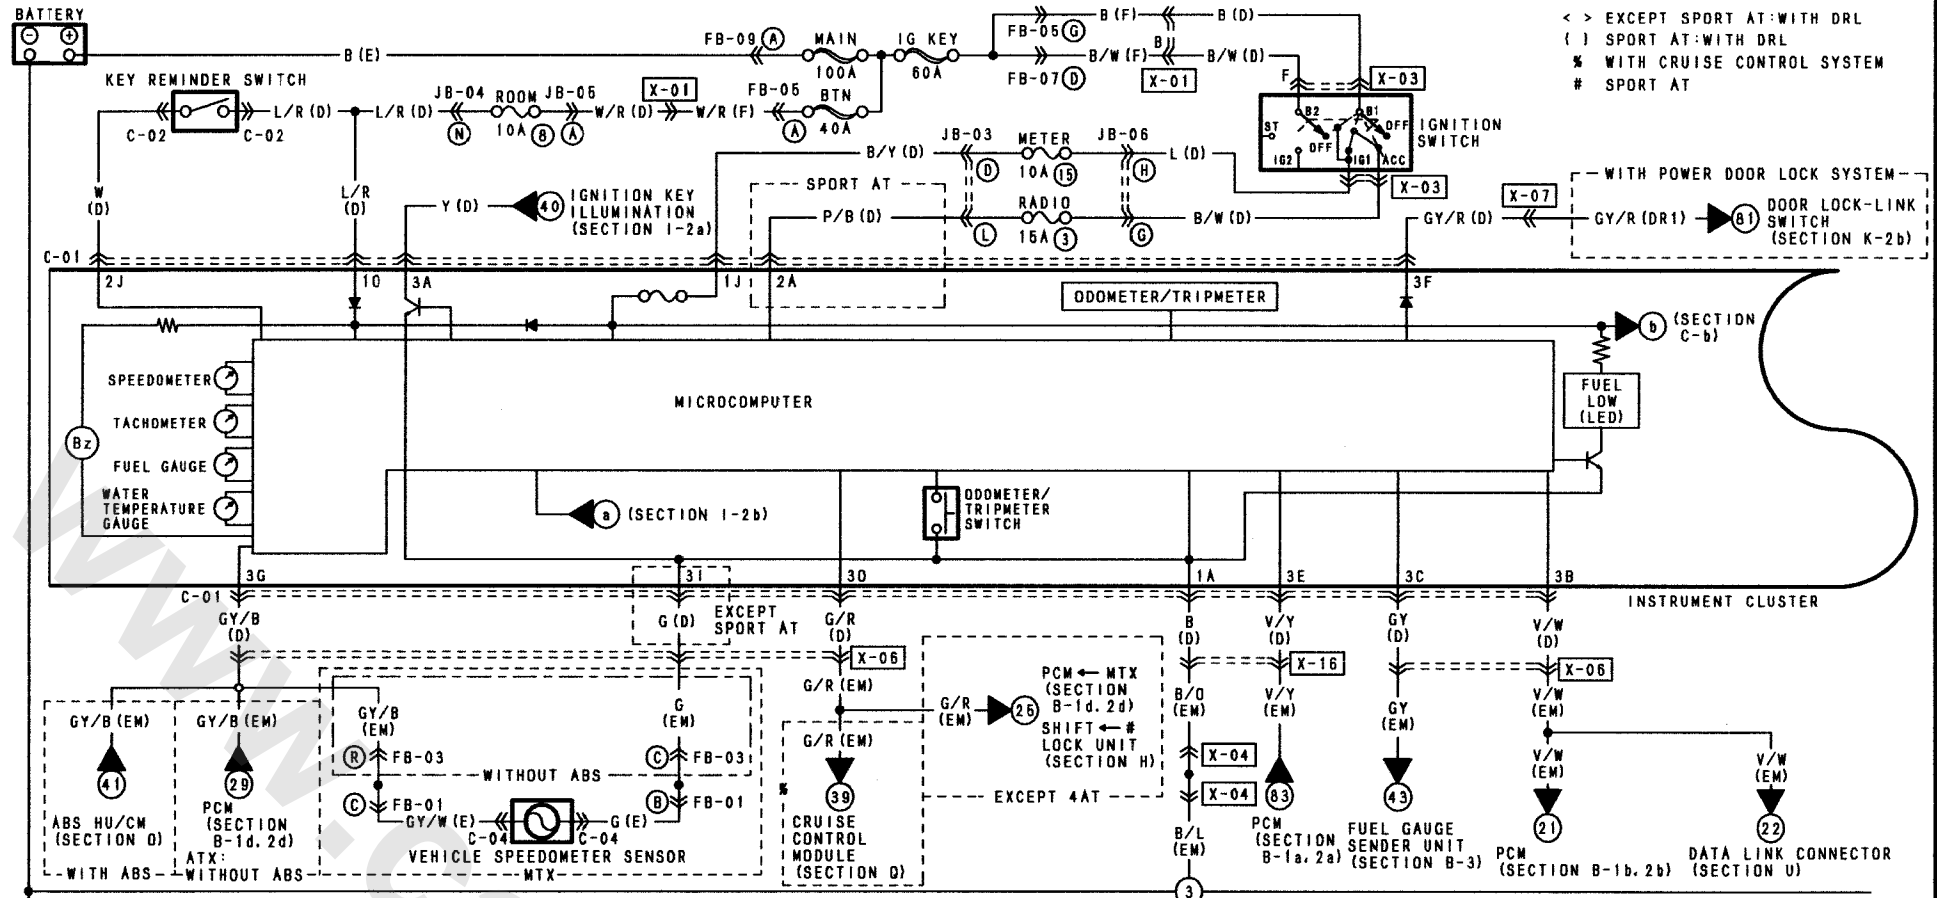 BATTERY
B (E)
FB-09 (A)
MAIN
100A
IG KEY
60A
FB-05 (G)
B (F)
B (D)
FB-07 (D)
B/W (F)
B
B/W (D)
X-01
< > EXCEPT SPORT AT:WITH DRL
( ) SPORT AT:WITH DRL
% WITH CRUISE CONTROL SYSTEM
# SPORT AT
KEY REMINDER SWITCH
C-02
C-02
L/R (D)
L/R (D)
JB-04
N
ROOM
10A (8)
JB-05
A
W/R (D)
X-01
W/R (F)
FB-05
A
BTN
40A
F
X-03
B2
B1
ST
OFF
OFF
IG2
IG1
ACC
IGNITION
SWITCH
X-03
B/Y (D)
JB-03
D
METER
10A (15)
JB-06
H
L (D)
W
(D)
L/R
(D)
Y (D)
40
IGNITION KEY
ILLUMINATION
(SECTION I-2a)
SPORT AT
P/B (D)
L
RADIO
15A (3)
G
B/W (D)
GY/R (D)
X-07
WITH POWER DOOR LOCK SYSTEM
GY/R (DR1)
81
DOOR LOCK-LINK
SWITCH
(SECTION K-2b)
C-01
2J
1O
3A
1J
2A
3F
ODOMETER/TRIPMETER
b
(SECTION
C-b)
SPEEDOMETER
TACHOMETER
FUEL GAUGE
WATER
TEMPERATURE
GAUGE
Bz
MICROCOMPUTER
FUEL
LOW
(LED)
a
(SECTION I-2b)
ODOMETER/
TRIPMETER
SWITCH
3G
3I
3O
1A
3E
3C
3B
C-01
INSTRUMENT CLUSTER
GY/B
(D)
G (D)
EXCEPT
SPORT AT
G/R
(D)
B
(D)
V/Y
(D)
GY
(D)
V/W
(D)
X-06
X-16
X-06
GY/B (EM)
GY/B (EM)
GY/B
(EM)
G
(EM)
G/R (EM)
G/R
(EM)
25
PCM ← MTX
(SECTION
B-1d. 2d)
SHIFT ← #
LOCK UNIT
(SECTION H)
EXCEPT 4AT
B/O
(EM)
V/Y
(EM)
GY
(EM)
V/W
(EM)
R
FB-03
C
FB-03
WITHOUT ABS
G/R (EM)
X-04
X-04
V/W
(EM)
V/W
(EM)
41
29
C
FB-01
B
FB-01
GY/W (E)
C-04
C-04
G (E)
VEHICLE SPEEDOMETER SENSOR
MTX
%
39
CRUISE
CONTROL
MODULE
(SECTION Q)
ABS HU/CM
(SECTION O)
WITH ABS
PCM
(SECTION
B-1d. 2d)
ATX:
WITHOUT ABS
B/L
(EM)
83
PCM
(SECTION
B-1a. 2a)
43
FUEL GAUGE
SENDER UNIT
(SECTION B-3)
21
PCM
(SECTION B-1b. 2b)
22
DATA LINK CONNECTOR
(SECTION U)
3